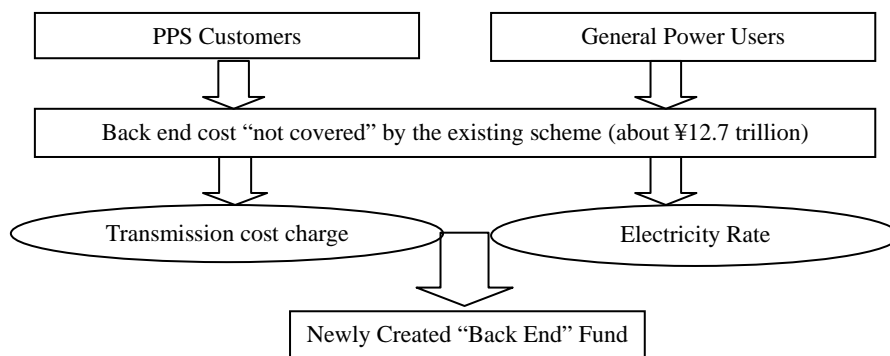 PPS Customers
General Power Users
Back end cost “not covered” by the existing scheme (about ¥12.7 trillion)
Transmission cost charge
Electricity Rate
Newly Created “Back End” Fund